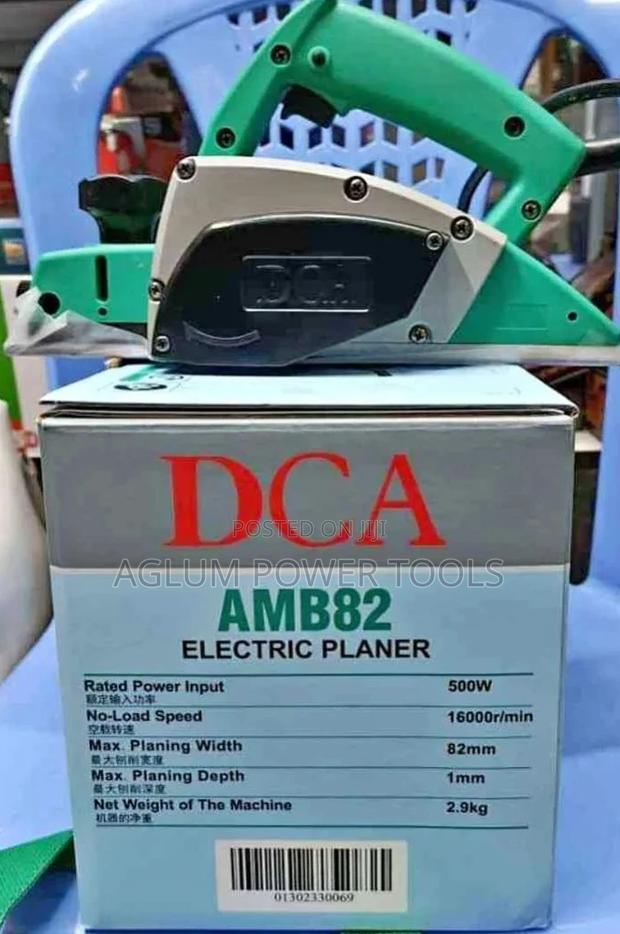 DCA
DCA
POSTED ON JIJI
AGLUM POWER TOOLS
AMB82
ELECTRIC PLANER
Rated Power Input 500W
额定输入功率
No-Load Speed 16000r/min
空载转速
Max. Planing Width 82mm
最大刨削宽度
Max. Planing Depth 1mm
最大刨削深度
Net Weight of The Machine 2.9kg
机器的净重
01302330069